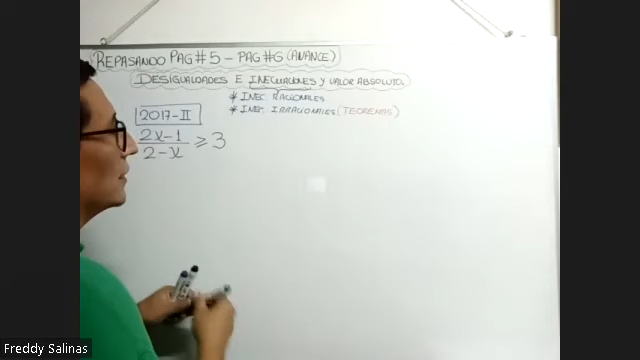 REPASANDO PAG#5 - PAG#6 (AVANCE)
DESIGUALDADES E INECUACIONES Y VALOR ABSOLUTO.
* INEC. RACIONALES
* INEC. IRRACIONALES (TEOREMAS)
2017-II
2x-1
2-x
≥ 3
Freddy Salinas